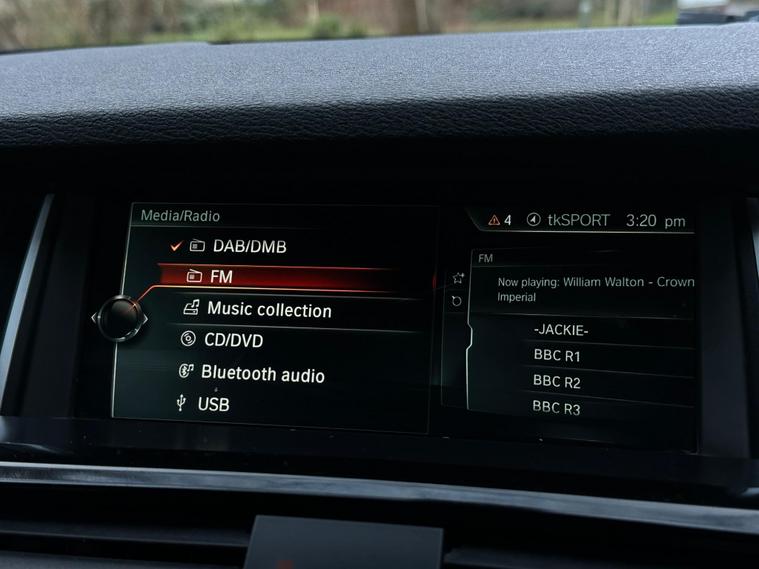 Media/Radio
DAB/DMB
FM
Music collection
CD/DVD
Bluetooth audio
USB
4 tkSPORT 3:20 pm
FM
Now playing: William Walton - Crown
Imperial
-JACKIE-
BBC R1
BBC R2
BBC R3